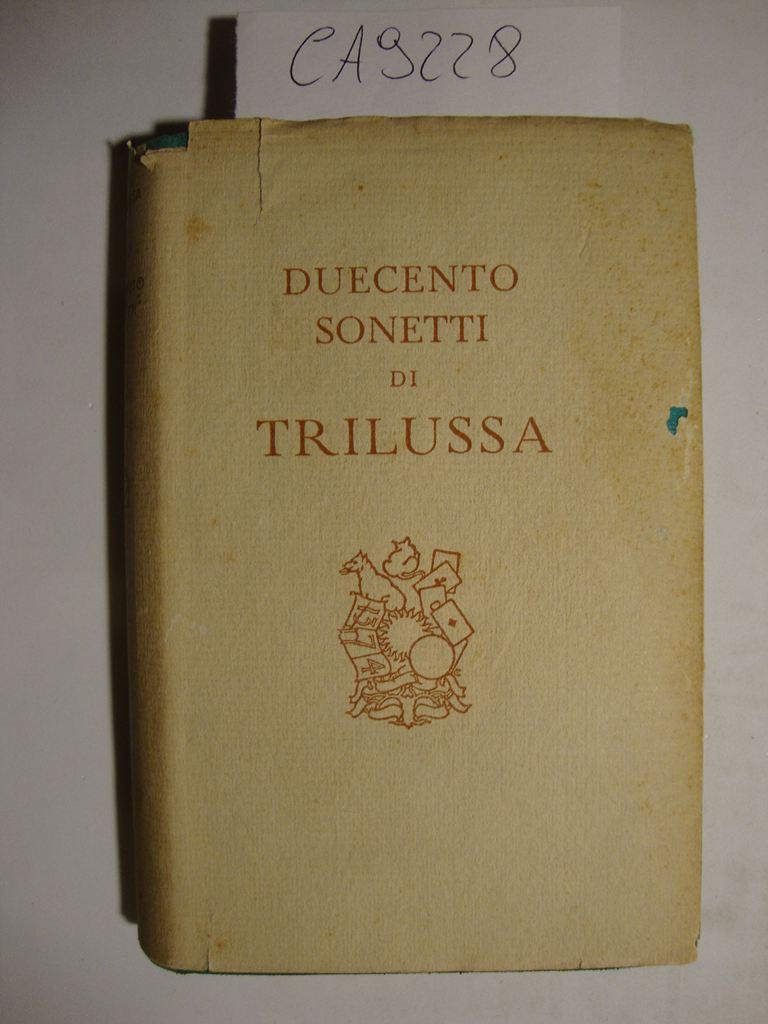 CA9228
DUECENTO
SONETTI
DI
TRILUSSA